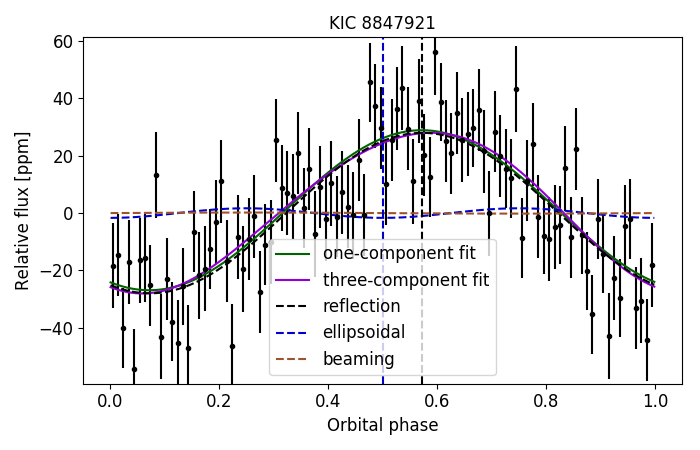 KIC 8847921
Relative flux [ppm]
60
40
20
0
−20
−40
one-component fit
three-component fit
reflection
ellipsoidal
beaming
0.0 0.2 0.4 0.6 0.8 1.0
Orbital phase